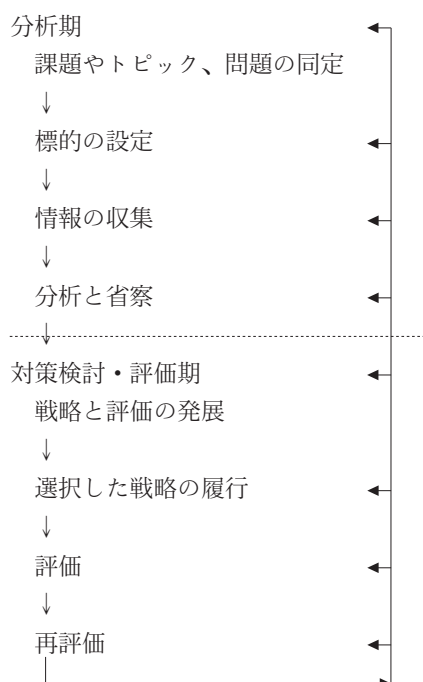 分析期
課題やトピック、問題の同定
↓
標的の設定
↓
情報の収集
↓
分析と省察
↓
対策検討・評価期
戦略と評価の発展
↓
選択した戦略の履行
↓
評価
↓
再評価